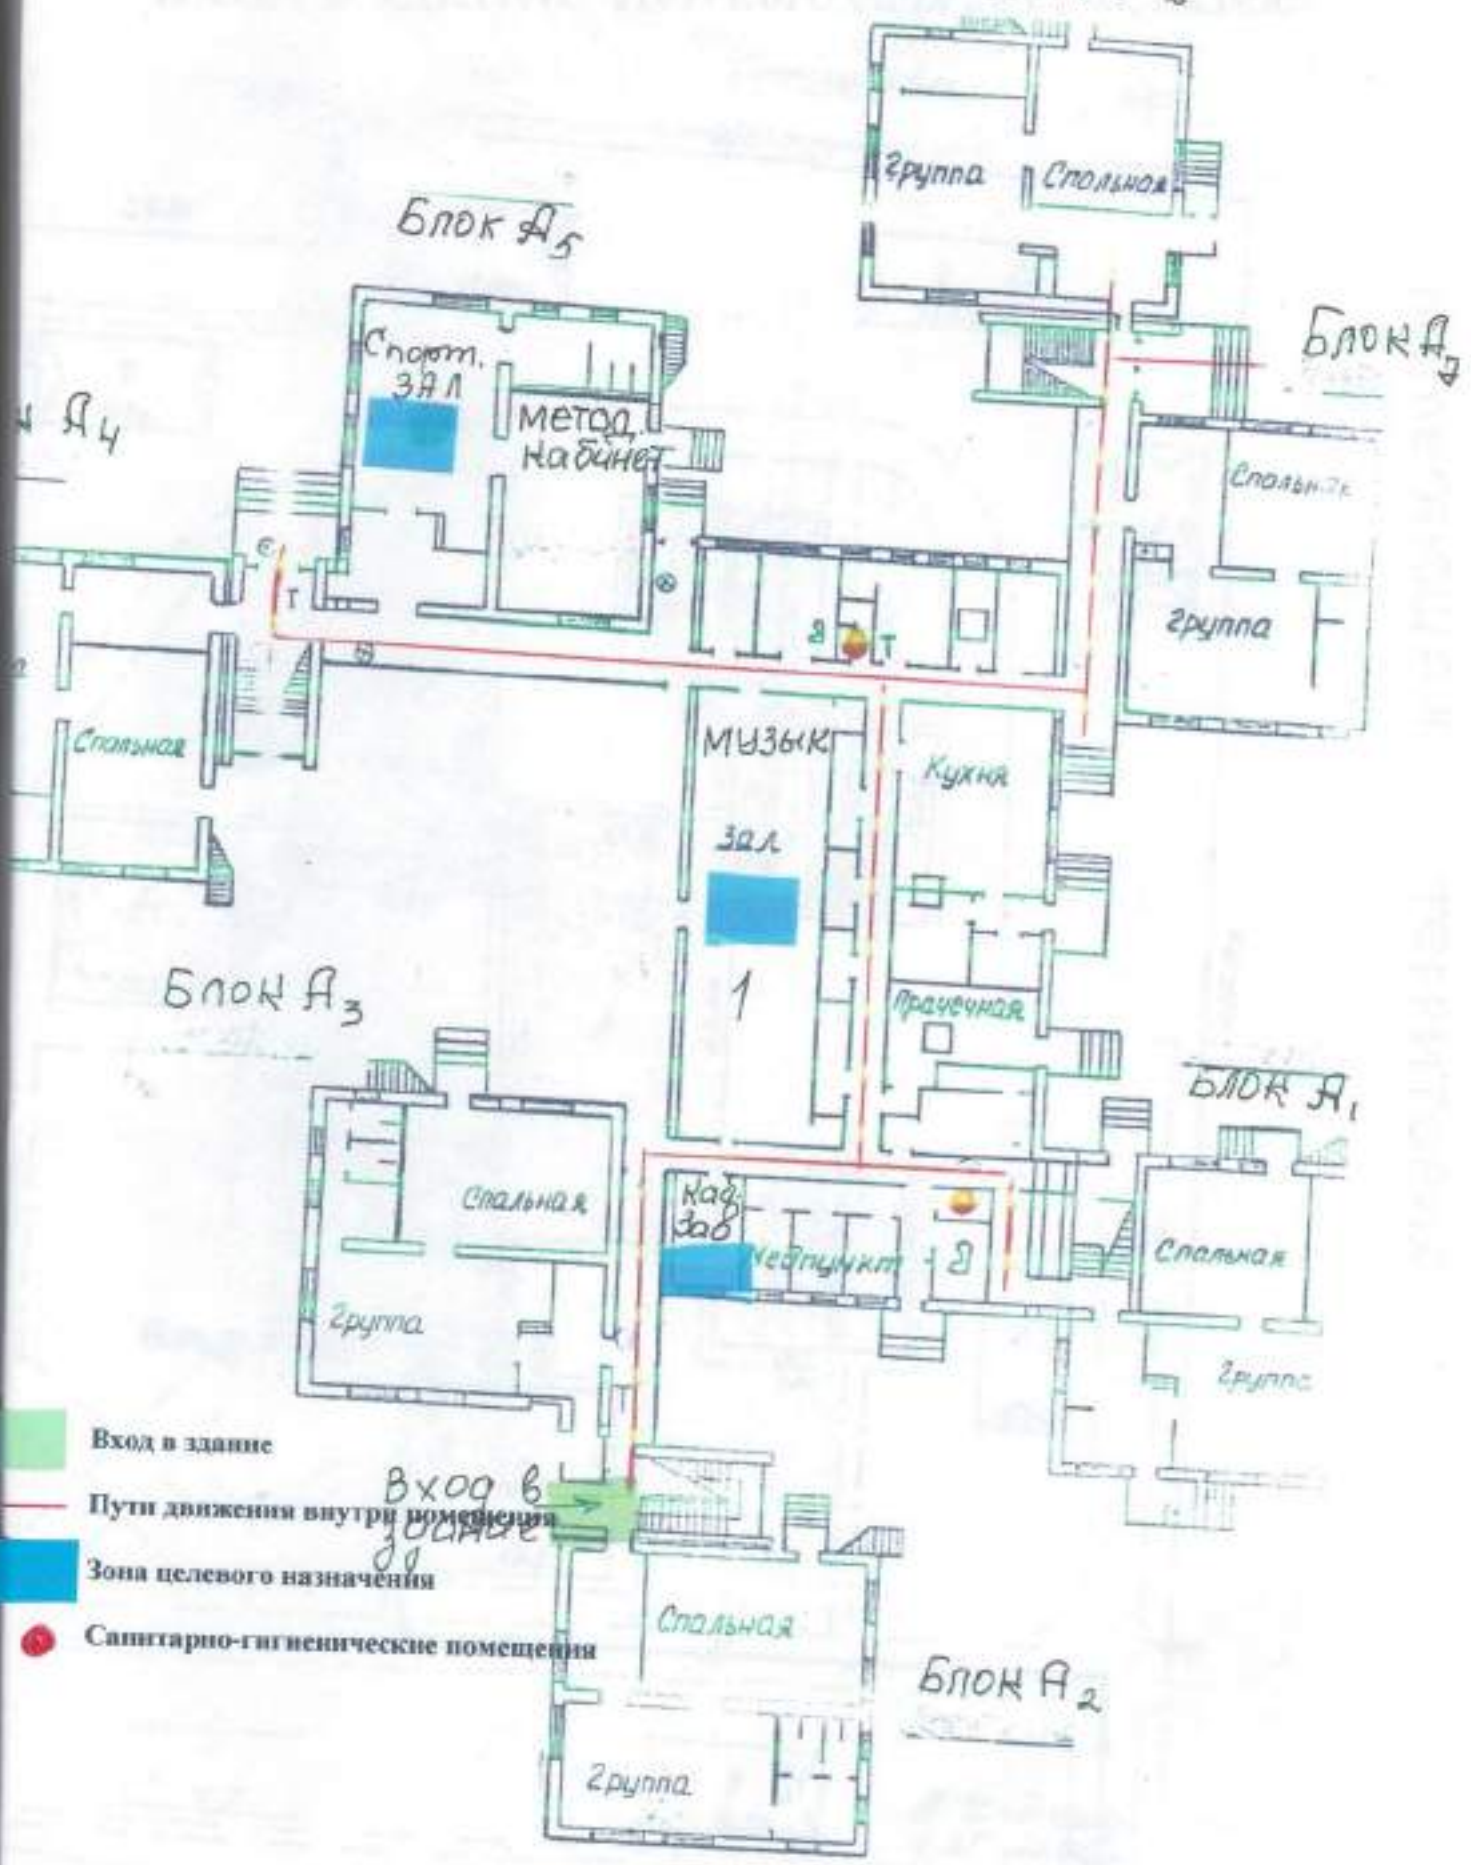 Группа
Спольная
Блок А5
Блок А7
Спорт.
ЗАЛ
Метод.
Кабинет
А4
Спальная
Группа
Т
В
Т
Спальная
Музык
Зал
1
Кухня
Прачечная
Блок А3
Блок А1
Спальная
Каб
Зав
Медпункт
Спальная
Группа
Группа
Вход в здание
Пути движения внутри помещения
Вход в
здание
Зона целевого назначения
Санитарно-гигиенические помещения
Спальная
Блок А2
Группа